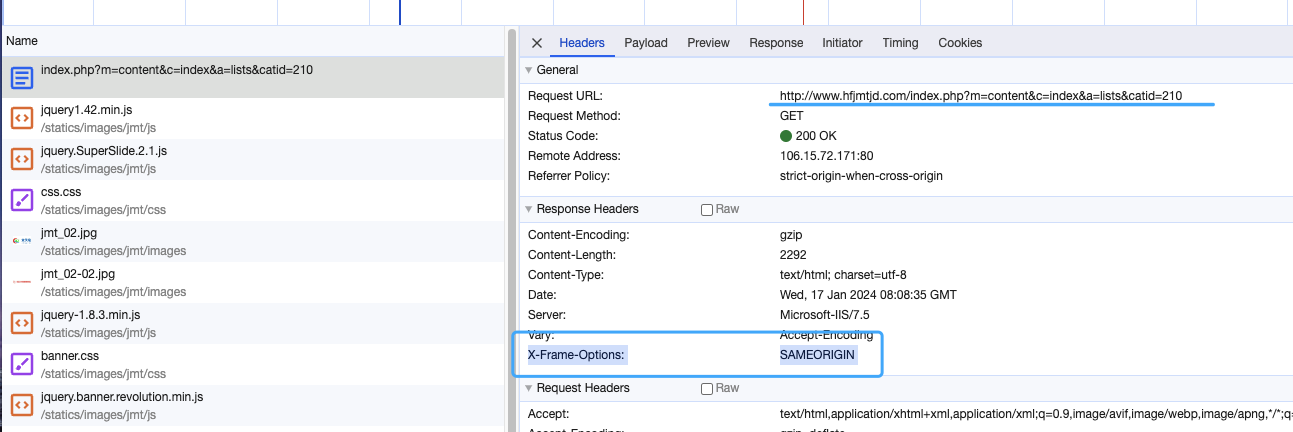 Name
index.php?m=content&c=index&a=lists&catid=210
jquery1.42.min.js
/statics/images/jmt/js
jquery.SuperSlide.2.1.js
/statics/images/jmt/js
css.css
/statics/images/jmt/css
jmt_02.jpg
/statics/images/jmt/images
jmt_02-02.jpg
/statics/images/jmt/images
jquery-1.8.3.min.js
/statics/images/jmt/js
banner.css
/statics/images/jmt/css
jquery.banner.revolution.min.js
/statics/images/jmt/js
Headers Payload Preview Response Initiator Timing Cookies
General
Request URL: http://www.hfjmtjd.com/index.php?m=content&c=index&a=lists&catid=210
Request Method: GET
Status Code: 200 OK
Remote Address: 106.15.72.171:80
Referrer Policy: strict-origin-when-cross-origin
Response Headers Raw
Content-Encoding: gzip
Content-Length: 2292
Content-Type: text/html; charset=utf-8
Date: Wed, 17 Jan 2024 08:08:35 GMT
Server: Microsoft-IIS/7.5
Vary: Accept-Encoding
X-Frame-Options: SAMEORIGIN
Request Headers Raw
Accept: text/html,application/xhtml+xml,application/xml;q=0.9,image/avif,image/webp,image/apng,*/*;q=
Accept-Encoding: gzip, deflate